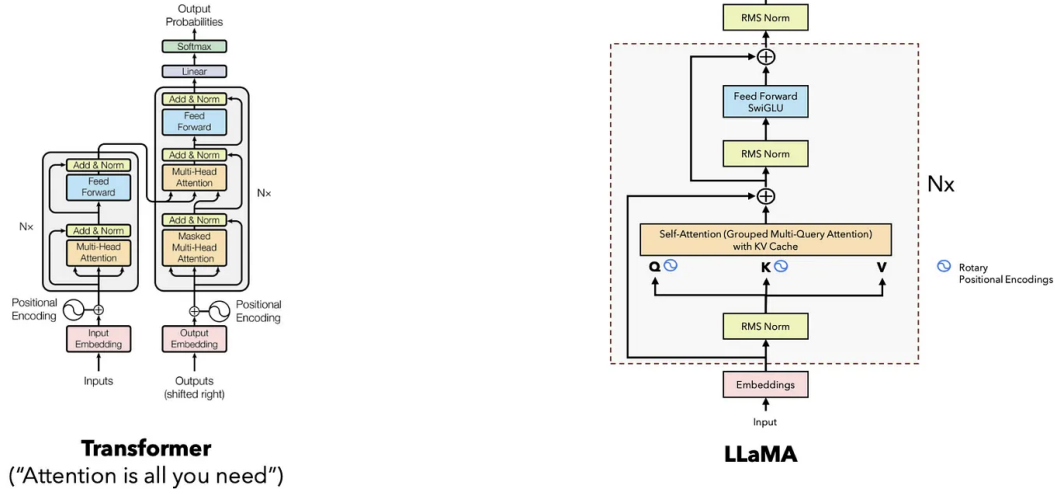 Output
Probabilities
Softmax
Linear
Add & Norm
Feed
Forward
Add & Norm
Multi-Head
Attention
Add & Norm
Masked
Multi-Head
Attention
Nx
Positional
Encoding
Output
Embedding
Outputs
(shifted right)
Add & Norm
Feed
Forward
Nx
Add & Norm
Multi-Head
Attention
Positional
Encoding
Input
Embedding
Inputs
Transformer
("Attention is all you need")
RMS Norm
Feed Forward
SwiGLU
RMS Norm
Nx
Self-Attention (Grouped Multi-Query Attention)
with KV Cache
Q
K
V
Rotary
Positional Encodings
RMS Norm
Embeddings
Input
LLaMA